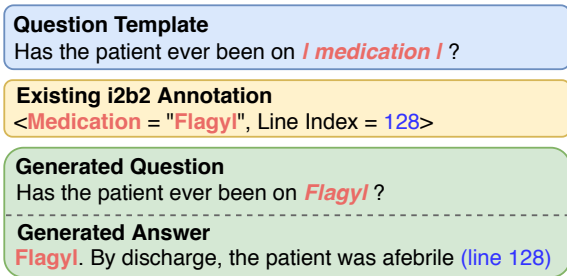 Question Template
Has the patient ever been on | medication | ?
Existing i2b2 Annotation
<Medication = "Flagyl", Line Index = 128>
Generated Question
Has the patient ever been on Flagyl ?
Generated Answer
Flagyl. By discharge, the patient was afebrile (line 128)